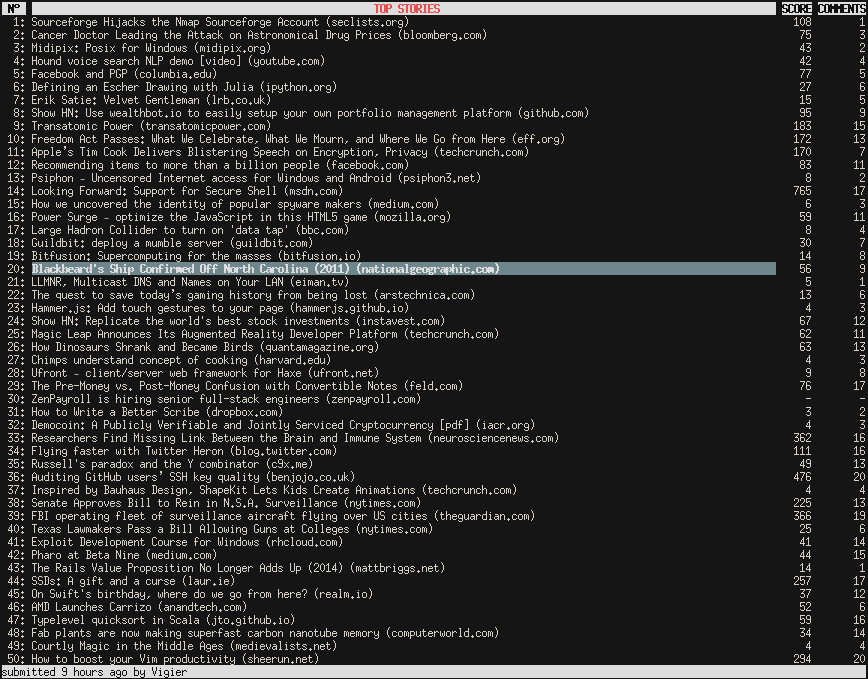 Nº TOP STORIES SCORE COMMENTS
1: Sourceforge Hijacks the Nmap Sourceforge Account (seclists.org) 108 1
2: Cancer Doctor Leading the Attack on Astronomical Drug Prices (bloomberg.com) 75 3
3: Midipix: Posix for Windows (midipix.org) 43 2
4: Hound voice search NLP demo [video] (youtube.com) 42 4
5: Facebook and PGP (columbia.edu) 77 5
6: Defining an Escher Drawing with Julia (ipython.org) 27 6
7: Erik Satie: Velvet Gentleman (lrb.co.uk) 15 5
8: Show HN: Use wealthbot.io to easily setup your own portfolio management platform (github.com) 95 9
9: Transatomic Power (transatomicpower.com) 183 15
10: Freedom Act Passes: What We Celebrate, What We Mourn, and Where We Go from Here (eff.org) 172 13
11: Apple's Tim Cook Delivers Blistering Speech on Encryption, Privacy (techcrunch.com) 170 7
12: Recommending items to more than a billion people (facebook.com) 83 11
13: Psiphon – Uncensored Internet access for Windows and Android (psiphon3.net) 8 2
14: Looking Forward: Support for Secure Shell (msdn.com) 765 17
15: How we uncovered the identity of popular spyware makers (medium.com) 6 3
16: Power Surge – optimize the JavaScript in this HTML5 game (mozilla.org) 59 11
17: Large Hadron Collider to turn on 'data tap' (bbc.com) 8 4
18: Guildbit: deploy a mumble server (guildbit.com) 30 7
19: Bitfusion: Supercomputing for the masses (bitfusion.io) 14 8
20: Blackbeard's Ship Confirmed Off North Carolina (2011) (nationalgeographic.com) 56 9
21: LLMNR, Multicast DNS and Names on Your LAN (eiman.tv) 5 1
22: The quest to save today's gaming history from being lost (arstechnica.com) 13 6
23: Hammer.js: Add touch gestures to your page (hammerjs.github.io) 4 3
24: Show HN: Replicate the world's best stock investments (instavest.com) 67 12
25: Magic Leap Announces Its Augmented Reality Developer Platform (techcrunch.com) 62 11
26: How Dinosaurs Shrank and Became Birds (quantamagazine.org) 63 13
27: Chimps understand concept of cooking (harvard.edu) 4 3
28: Ufront – client/server web framework for Haxe (ufront.net) 9 8
29: The Pre-Money vs. Post-Money Confusion with Convertible Notes (feld.com) 76 17
30: ZenPayroll is hiring senior full-stack engineers (zenpayroll.com) - -
31: How to Write a Better Scribe (dropbox.com) 3 2
32: Democoin: A Publicly Verifiable and Jointly Serviced Cryptocurrency [pdf] (iacr.org) 4 3
33: Researchers Find Missing Link Between the Brain and Immune System (neurosciencenews.com) 362 16
34: Flying faster with Twitter Heron (blog.twitter.com) 111 16
35: Russell's paradox and the Y combinator (c9x.me) 49 13
36: Auditing GitHub users' SSH key quality (benjojo.co.uk) 476 20
37: Inspired by Bauhaus Design, ShapeKit Lets Kids Create Animations (techcrunch.com) 4 4
38: Senate Approves Bill to Rein in N.S.A. Surveillance (nytimes.com) 225 13
39: FBI operating fleet of surveillance aircraft flying over US cities (theguardian.com) 366 19
40: Texas Lawmakers Pass a Bill Allowing Guns at Colleges (nytimes.com) 25 6
41: Exploit Development Course for Windows (rhcloud.com) 41 14
42: Pharo at Beta Nine (medium.com) 44 15
43: The Rails Value Proposition No Longer Adds Up (2014) (mattbriggs.net) 14 1
44: SSDs: A gift and a curse (laur.ie) 257 17
45: On Swift's birthday, where do we go from here? (realm.io) 37 12
46: AMD Launches Carrizo (anandtech.com) 52 6
47: Typelevel quicksort in Scala (jto.github.io) 59 16
48: Fab plants are now making superfast carbon nanotube memory (computerworld.com) 34 14
49: Courtly Magic in the Middle Ages (medievalists.net) 4 4
50: How to boost your Vim productivity (sheerun.net) 294 20
submitted 9 hours ago by Vigier